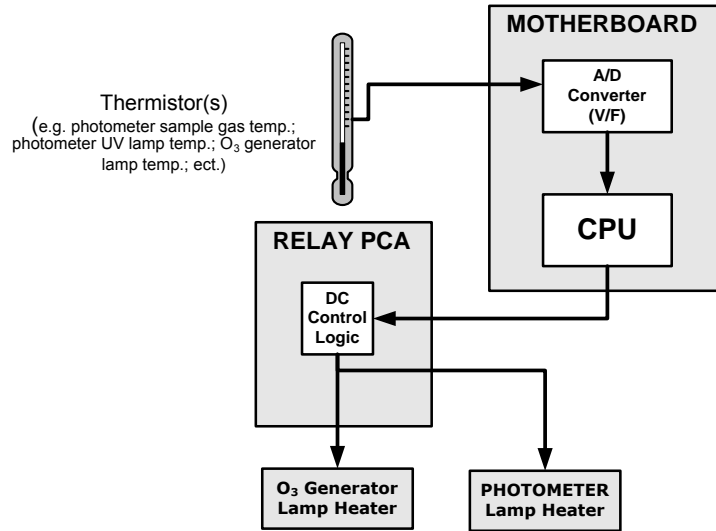 MOTHERBOARD
A/D
Converter
(V/F)
Thermistor(s)
(e.g. photometer sample gas temp.;
photometer UV lamp temp.; O₃ generator
lamp temp.; ect.)
CPU
RELAY PCA
DC
Control
Logic
O₃ Generator
Lamp Heater
PHOTOMETER
Lamp Heater